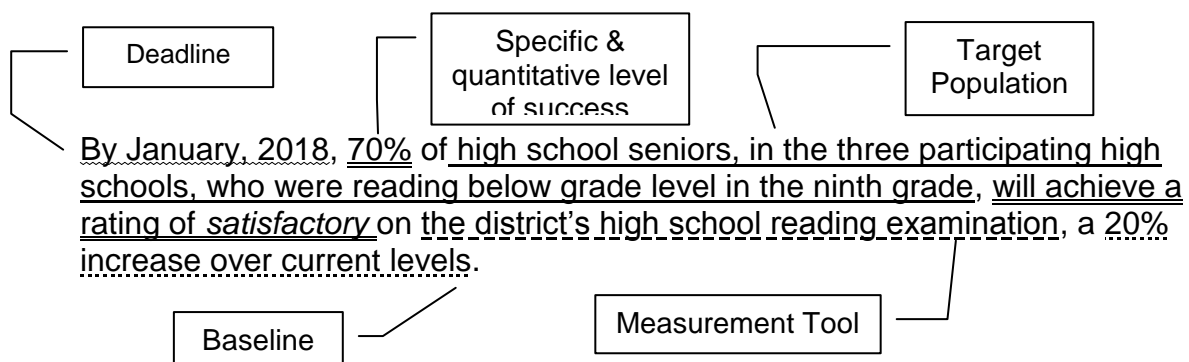 Deadline
Specific &
quantitative level
of success
Target
Population
By January, 2018, 70% of high school seniors, in the three participating high
schools, who were reading below grade level in the ninth grade, will achieve a
rating of satisfactory on the district’s high school reading examination, a 20%
increase over current levels.
Baseline
Measurement Tool